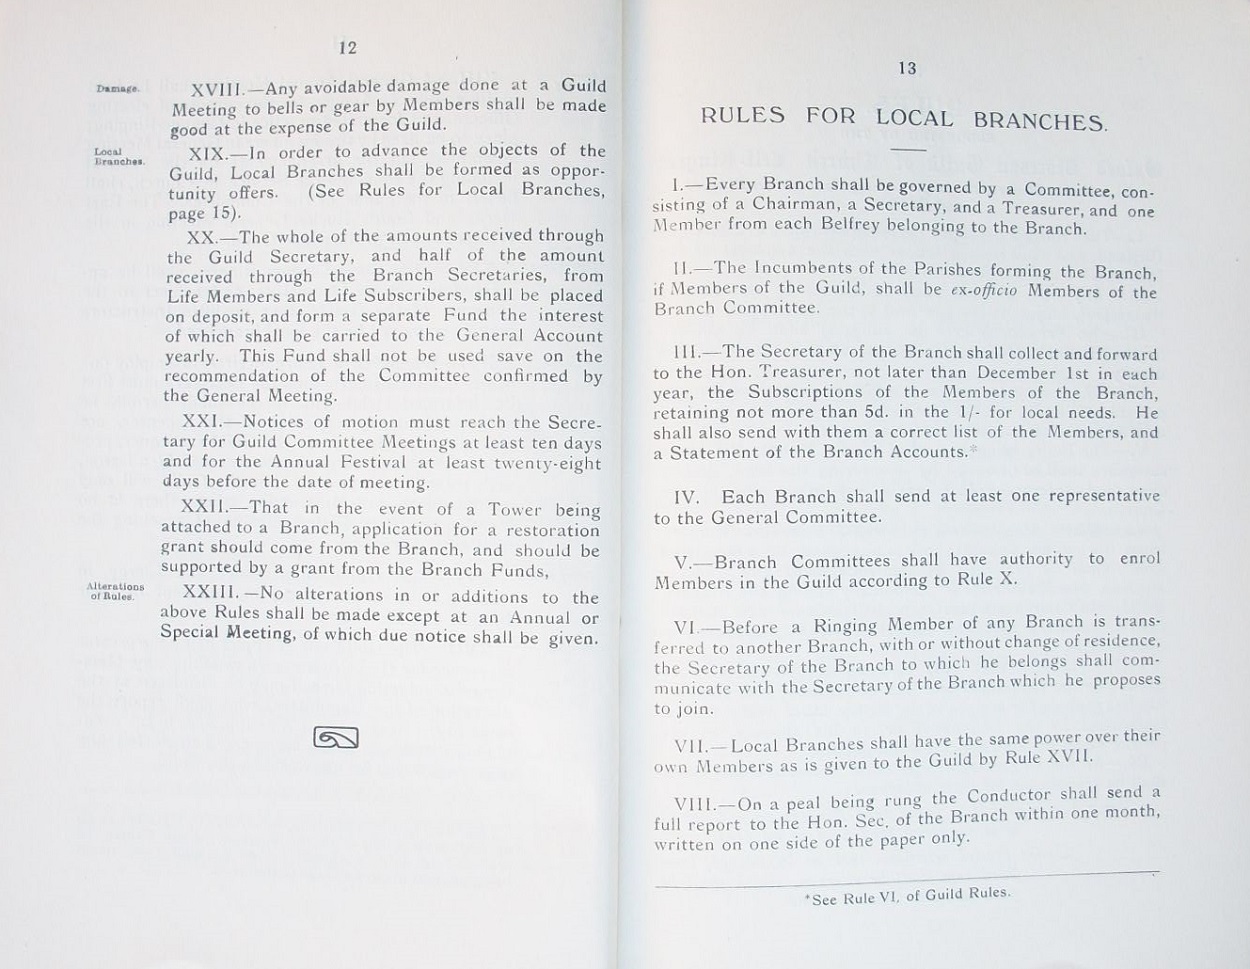 12
Damage.
XVIII.—Any avoidable damage done at a Guild
Meeting to bells or gear by Members shall be made
good at the expense of the Guild.
Local
Branches.
XIX.—In order to advance the objects of the
Guild, Local Branches shall be formed as oppor-
tunity offers. (See Rules for Local Branches,
page 15).
XX.—The whole of the amounts received through
the Guild Secretary, and half of the amount
received through the Branch Secretaries, from
Life Members and Life Subscribers, shall be placed
on deposit, and form a separate Fund the interest
of which shall be carried to the General Account
yearly. This Fund shall not be used save on the
recommendation of the Committee confirmed by
the General Meeting.
XXI.—Notices of motion must reach the Secre-
tary for Guild Committee Meetings at least ten days
and for the Annual Festival at least twenty-eight
days before the date of meeting.
XXII.—That in the event of a Tower being
attached to a Branch, application for a restoration
grant should come from the Branch, and should be
supported by a grant from the Branch Funds,
Alterations
of Rules.
XXIII.—No alterations in or additions to the
above Rules shall be made except at an Annual or
Special Meeting, of which due notice shall be given.
13
RULES FOR LOCAL BRANCHES.
I.—Every Branch shall be governed by a Committee, con-
sisting of a Chairman, a Secretary, and a Treasurer, and one
Member from each Belfrey belonging to the Branch.
II.—The Incumbents of the Parishes forming the Branch,
if Members of the Guild, shall be ex-officio Members of the
Branch Committee.
III.—The Secretary of the Branch shall collect and forward
to the Hon. Treasurer, not later than December 1st in each
year, the Subscriptions of the Members of the Branch,
retaining not more than 5d. in the 1/- for local needs. He
shall also send with them a correct list of the Members, and
a Statement of the Branch Accounts.*
IV. Each Branch shall send at least one representative
to the General Committee.
V.—Branch Committees shall have authority to enrol
Members in the Guild according to Rule X.
VI.—Before a Ringing Member of any Branch is trans-
ferred to another Branch, with or without change of residence,
the Secretary of the Branch to which he belongs shall com-
municate with the Secretary of the Branch which he proposes
to join.
VII.—Local Branches shall have the same power over their
own Members as is given to the Guild by Rule XVII.
VIII.—On a peal being rung the Conductor shall send a
full report to the Hon. Sec. of the Branch within one month,
written on one side of the paper only.
*See Rule VI. of Guild Rules.